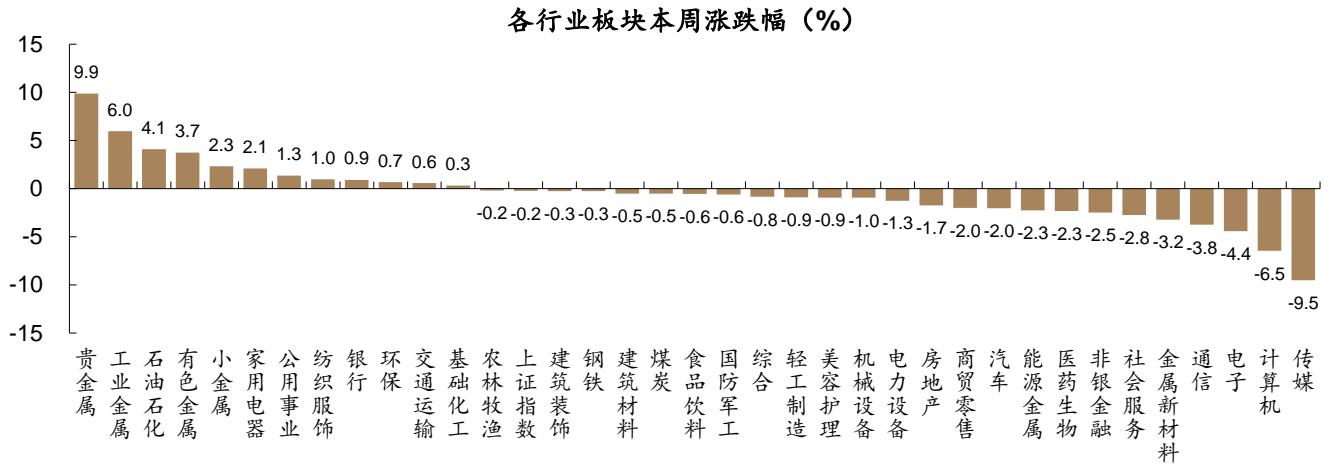 各行业板块本周涨跌幅（%）
15
10
5
0
-5
-10
-15
9.9
6.0
4.1
3.7
2.3
2.1
1.3
1.0
0.9
0.7
0.6
0.3
-0.2
-0.2
-0.3
-0.3
-0.5
-0.5
-0.6
-0.6
-0.8
-0.9
-0.9
-1.0
-1.3
-1.7
-2.0
-2.0
-2.3
-2.3
-2.5
-2.8
-3.2
-3.8
-4.4
-6.5
-9.5
贵金属
工业金属
石油石化
有色金属
小金属
家用电器
公用事业
纺织服饰
银行
环保
交通运输
基础化工
农林牧渔
上证指数
建筑装饰
钢铁
建筑材料
煤炭
食品饮料
国防军工
综合
轻工制造
美容护理
机械设备
电力设备
房地产
商贸零售
汽车
能源金属
医药生物
非银金融
社会服务
金属新材料
通信
电子
计算机
传媒